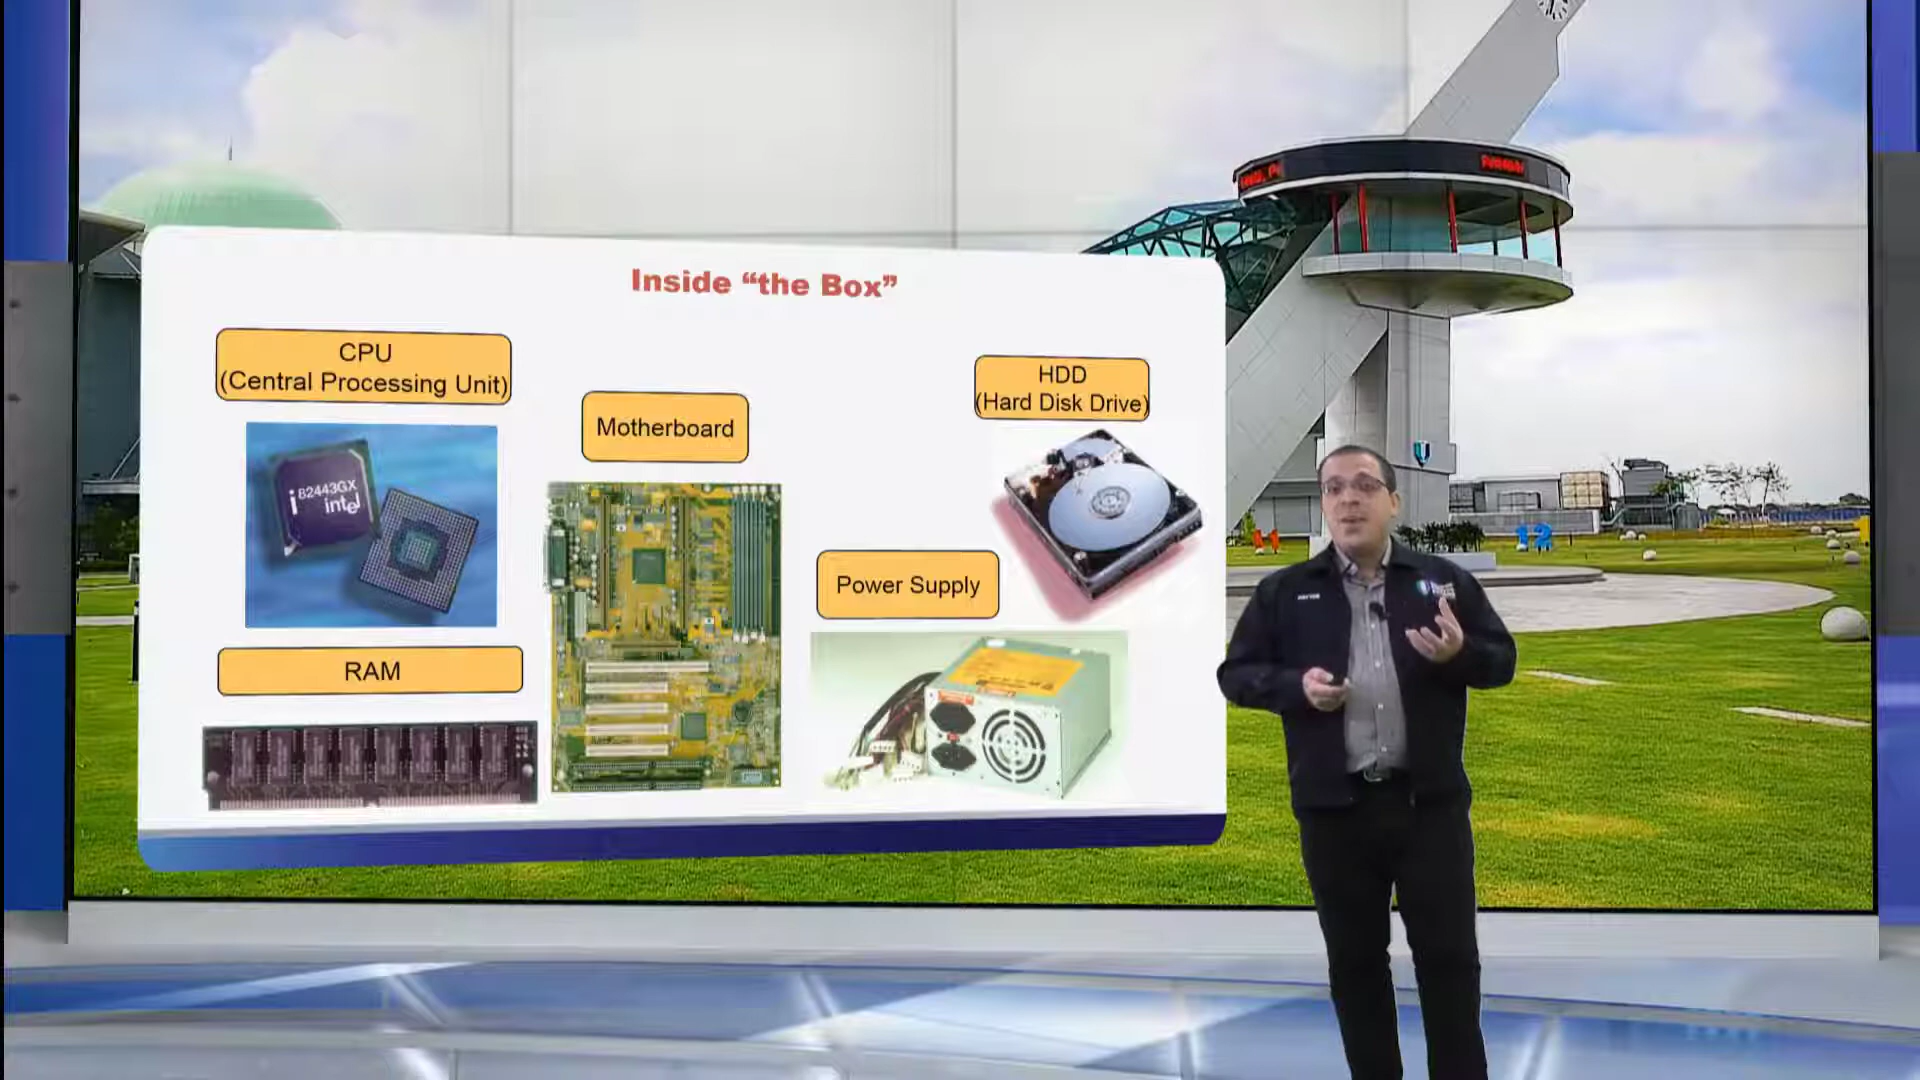 Inside “the Box”
CPU
(Central Processing Unit)
HDD
(Hard Disk Drive)
Motherboard
i 82443GX
intel
Power Supply
RAM